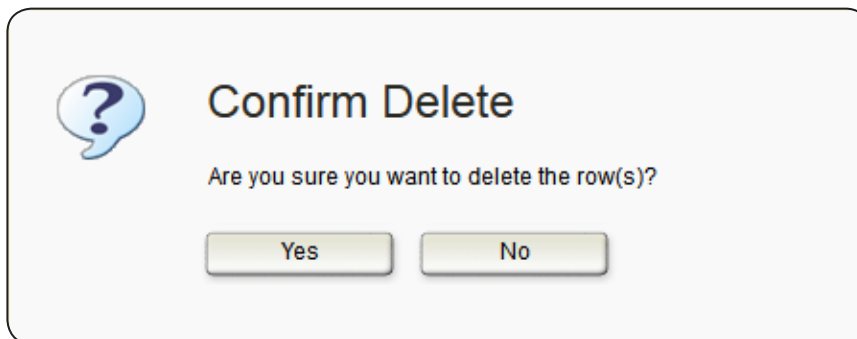 Confirm Delete
Are you sure you want to delete the row(s)?
Yes No